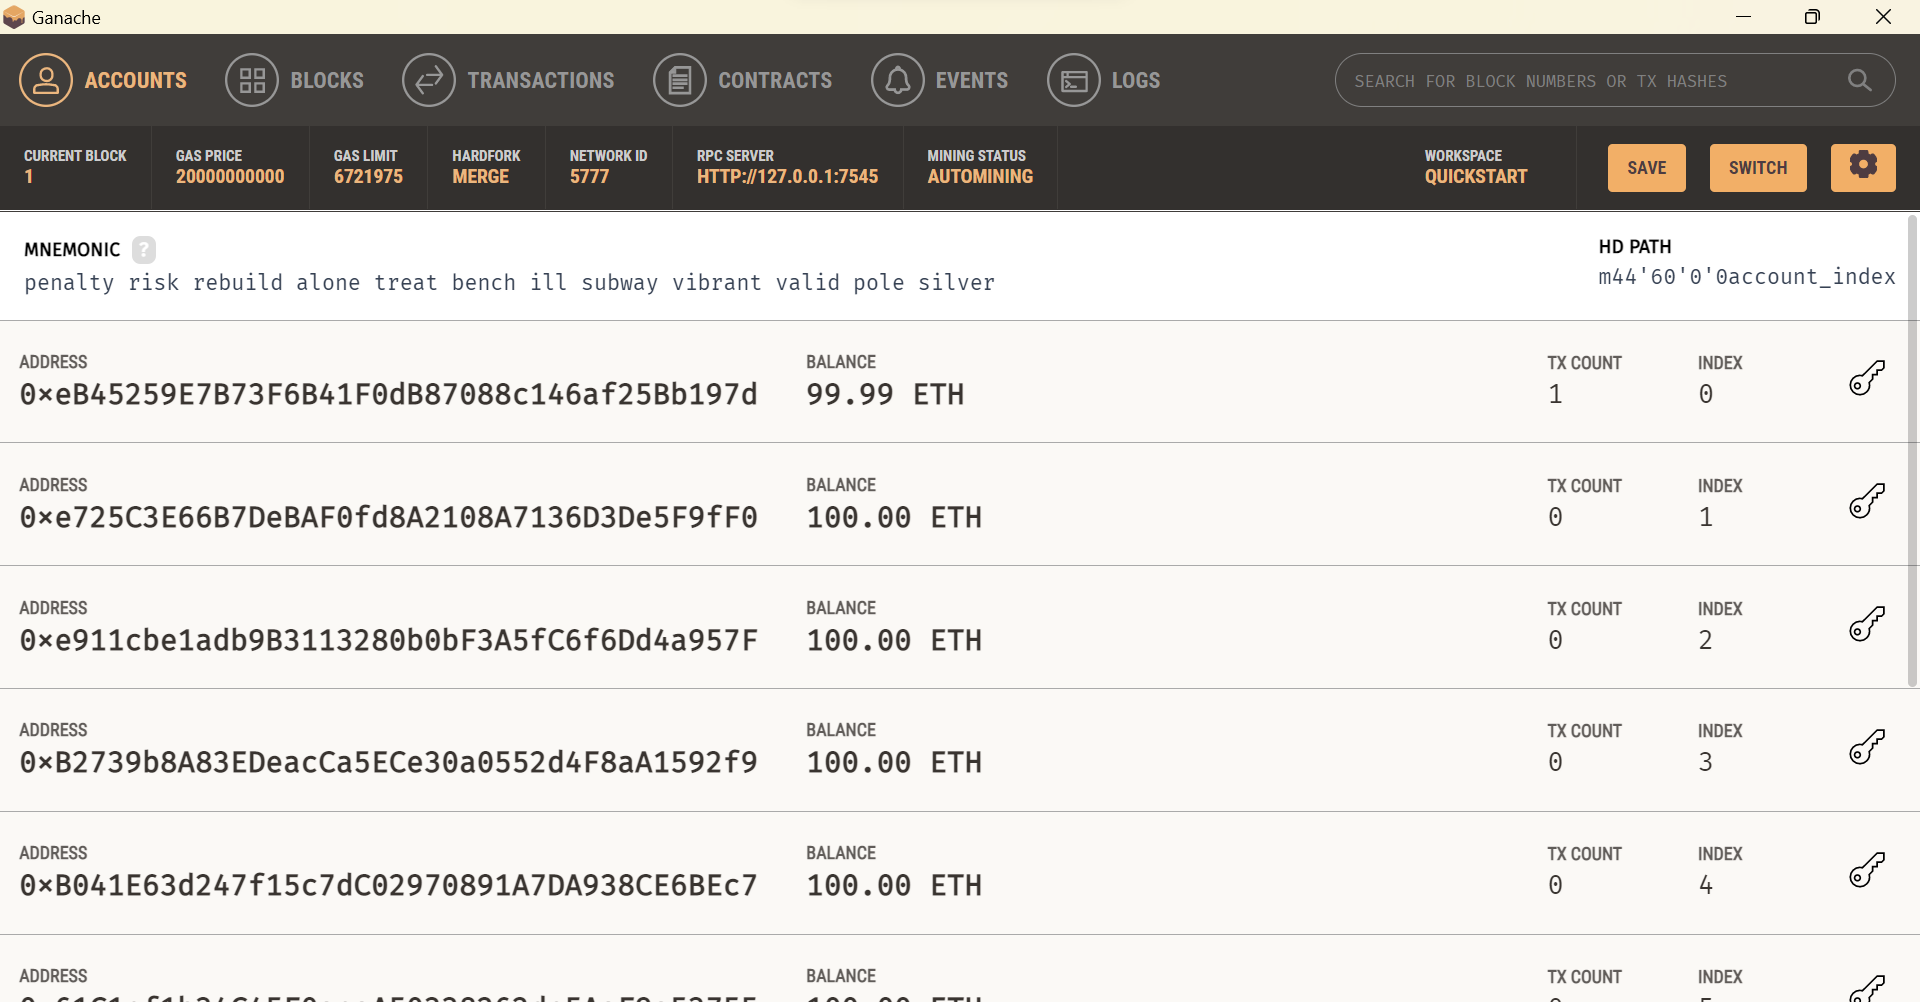 Ganache
ACCOUNTS BLOCKS TRANSACTIONS CONTRACTS EVENTS LOGS SEARCH FOR BLOCK NUMBERS OR TX HASHES
CURRENT BLOCK GAS PRICE GAS LIMIT HARDFORK NETWORK ID RPC SERVER MINING STATUS WORKSPACE
1 20000000000 6721975 MERGE 5777 HTTP://127.0.0.1:7545 AUTOMINING QUICKSTART SAVE SWITCH
MNEMONIC ? HD PATH
penalty risk rebuild alone treat bench ill subway vibrant valid pole silver m44'60'0'0account_index
ADDRESS BALANCE TX COUNT INDEX
0×eB45259E7B73F6B41F0dB87088c146af25Bb197d 99.99 ETH 1 0
ADDRESS BALANCE TX COUNT INDEX
0×e725C3E66B7DeBAF0fd8A2108A7136D3De5F9fF0 100.00 ETH 0 1
ADDRESS BALANCE TX COUNT INDEX
0×e911cbe1adb9B3113280b0bF3A5fC6f6Dd4a957F 100.00 ETH 0 2
ADDRESS BALANCE TX COUNT INDEX
0×B2739b8A83EDeacCa5ECe30a0552d4F8aA1592f9 100.00 ETH 0 3
ADDRESS BALANCE TX COUNT INDEX
0×B041E63d247f15c7dC02970891A7DA938CE6BEc7 100.00 ETH 0 4
ADDRESS BALANCE TX COUNT INDEX
100.00 ETH 0 5